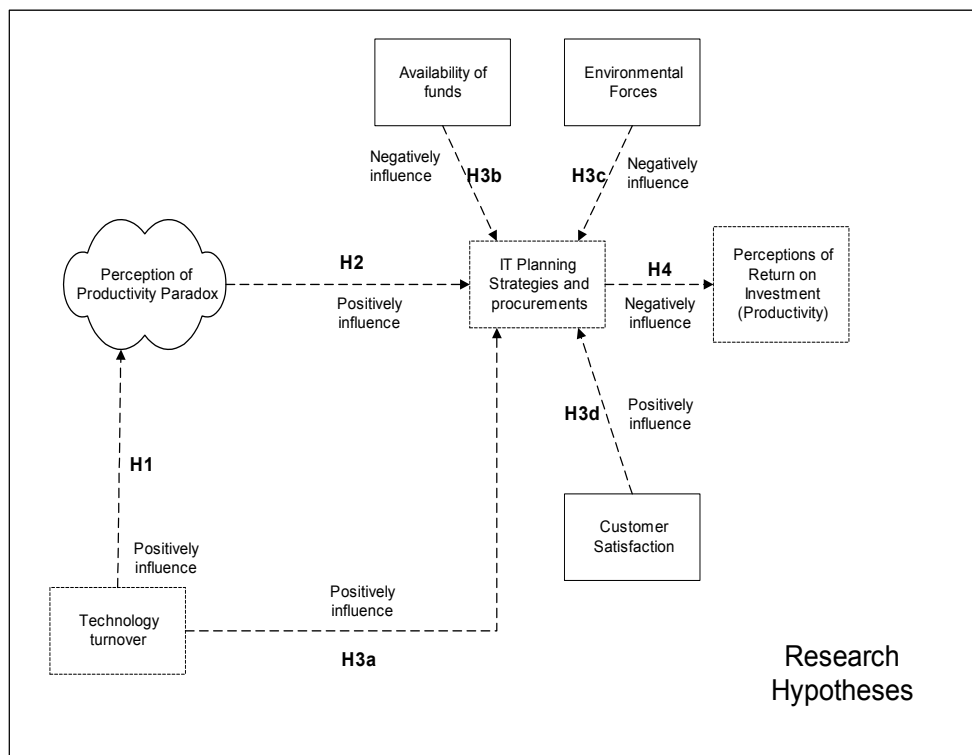 Availability of
funds
Environmental
Forces
Negatively
influence
H3b
H3c
Negatively
influence
Perception of
Productivity Paradox
H2
Positively
influence
IT Planning
Strategies and
procurements
H4
Negatively
influence
Perceptions of
Return on
Investment
(Productivity)
H3d
Positively
influence
H1
Customer
Satisfaction
Positively
influence
Technology
turnover
Positively
influence
H3a
Research
Hypotheses